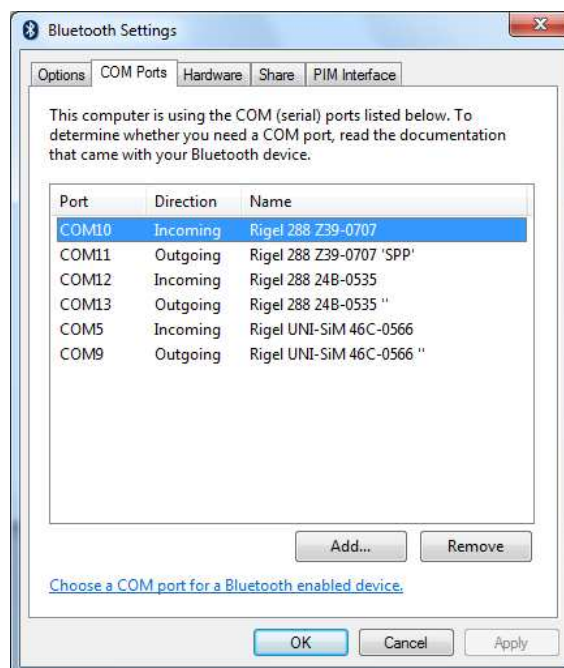 Bluetooth Settings
Options COM Ports Hardware Share PIM Interface
This computer is using the COM (serial) ports listed below. To
determine whether you need a COM port, read the documentation
that came with your Bluetooth device.
Port Direction Name
COM10 Incoming Rigel 288 Z39-0707
COM11 Outgoing Rigel 288 Z39-0707 'SPP'
COM12 Incoming Rigel 288 24B-0535
COM13 Outgoing Rigel 288 24B-0535 ''
COM5 Incoming Rigel UNI-SiM 46C-0566
COM9 Outgoing Rigel UNI-SiM 46C-0566 ''
Add... Remove
Choose a COM port for a Bluetooth enabled device.
OK Cancel Apply